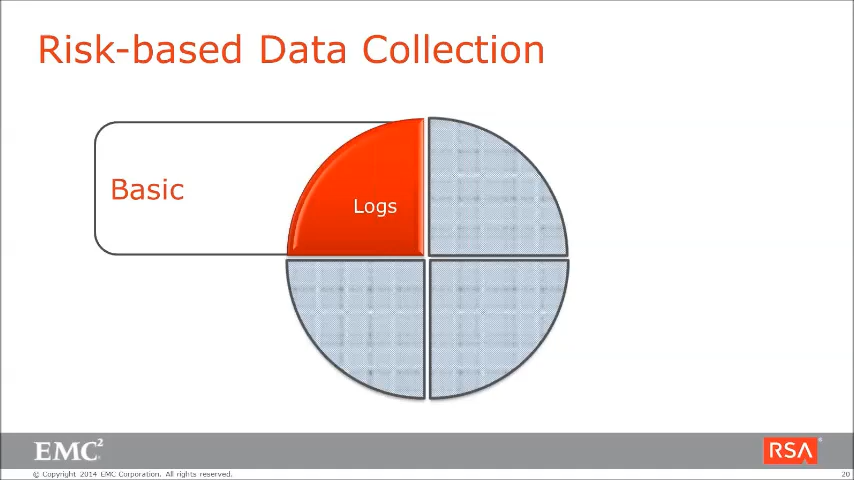 Risk-based Data Collection
Basic
Logs
EMC²
RSA®
© Copyright 2014 EMC Corporation. All rights reserved.
20